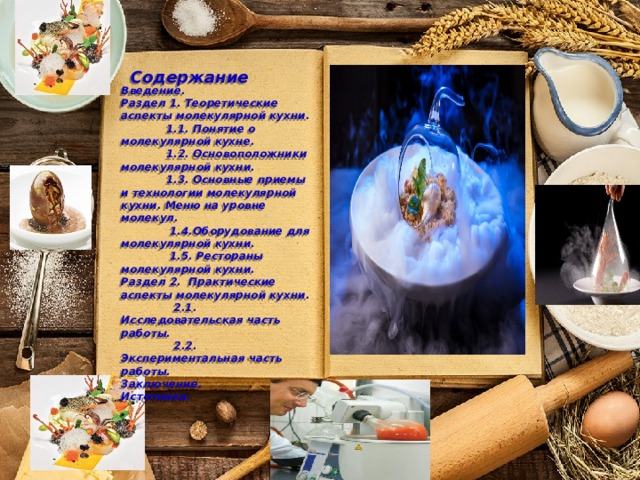 Содержание
Введение.
Раздел 1. Теоретические
аспекты молекулярной кухни.
1.1. Понятие о
молекулярной кухне.
1.2. Основоположники
молекулярной кухни.
1.3. Основные приемы
и технологии молекулярной
кухни. Меню на уровне
молекул.
1.4.Оборудование для
молекулярной кухни.
1.5. Рестораны
молекулярной кухни.
Раздел 2. Практические
аспекты молекулярной кухни.
2.1.
Исследовательская часть
работы.
2.2.
Экспериментальная часть
работы.
Заключение.
Источники.